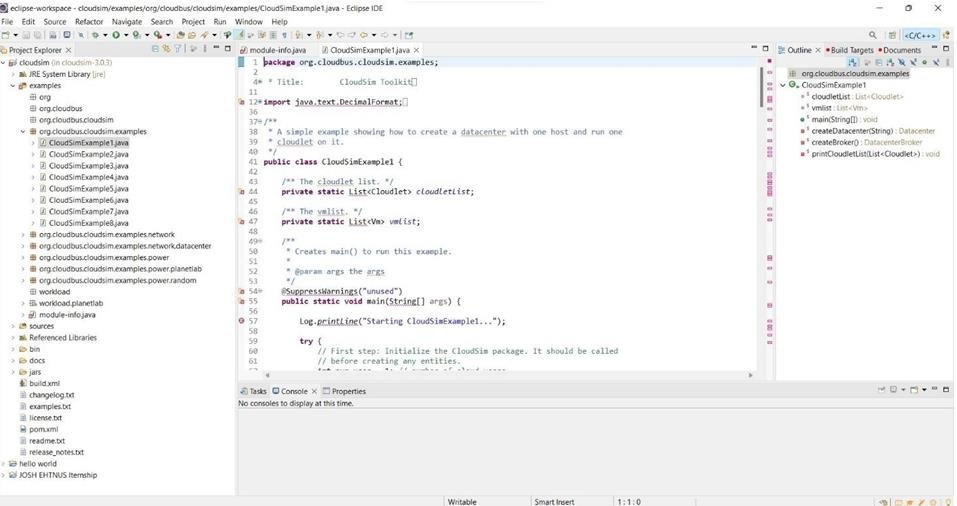 eclipse-workspace - cloudsim/examples/org/cloudbus/cloudsim/examples/CloudSimExample1.java - Eclipse IDE
File Edit Source Refactor Navigate Search Project Run Window Help
<C/C++>
Project Explorer
cloudsim (in cloudsim-3.0.3)
JRE System Library [jre]
examples
org
org.cloudbus
org.cloudbus.cloudsim
org.cloudbus.cloudsim.examples
CloudSimExample1.java
CloudSimExample2.java
CloudSimExample3.java
CloudSimExample4.java
CloudSimExample5.java
CloudSimExample6.java
CloudSimExample7.java
CloudSimExample8.java
org.cloudbus.cloudsim.examples.network
org.cloudbus.cloudsim.examples.network.datacenter
org.cloudbus.cloudsim.examples.power
org.cloudbus.cloudsim.examples.power.planetlab
org.cloudbus.cloudsim.examples.power.random
workload
workload.planetlab
module-info.java
sources
Referenced Libraries
bin
docs
jars
build.xml
changelog.txt
examples.txt
license.txt
pom.xml
readme.txt
release_notes.txt
hello world
JOSH EHTNUS Iternship
module-info.java CloudSimExample1.java
1 package org.cloudbus.cloudsim.examples;
2
4 * Title: CloudSim Toolkit
11
12 import java.text.DecimalFormat;
36
37 /**
38 * A simple example showing how to create a datacenter with one host and run one
39 * cloudlet on it.
40 */
41 public class CloudSimExample1 {
42
43 /** The cloudlet list. */
44 private static List<Cloudlet> cloudletList;
45
46 /** The vmlist. */
47 private static List<Vm> vmlist;
48
49 /**
50 * Creates main() to run this example.
51 *
52 * @param args the args
53 */
54 @SuppressWarnings("unused")
55 public static void main(String[] args) {
56
57 Log.printLine("Starting CloudSimExample1...");
58
59 try {
60 // First step: Initialize the CloudSim package. It should be called
61 // before creating any entities.
Outline Build Targets Documents
org.cloudbus.cloudsim.examples
CloudSimExample1
cloudletList : List<Cloudlet>
vmlist : List<Vm>
main(String[]) : void
createDatacenter(String) : Datacenter
createBroker() : DatacenterBroker
printCloudletList(List<Cloudlet>) : void
Tasks Console Properties
No consoles to display at this time.
Writable Smart Insert 1 : 1 : 0